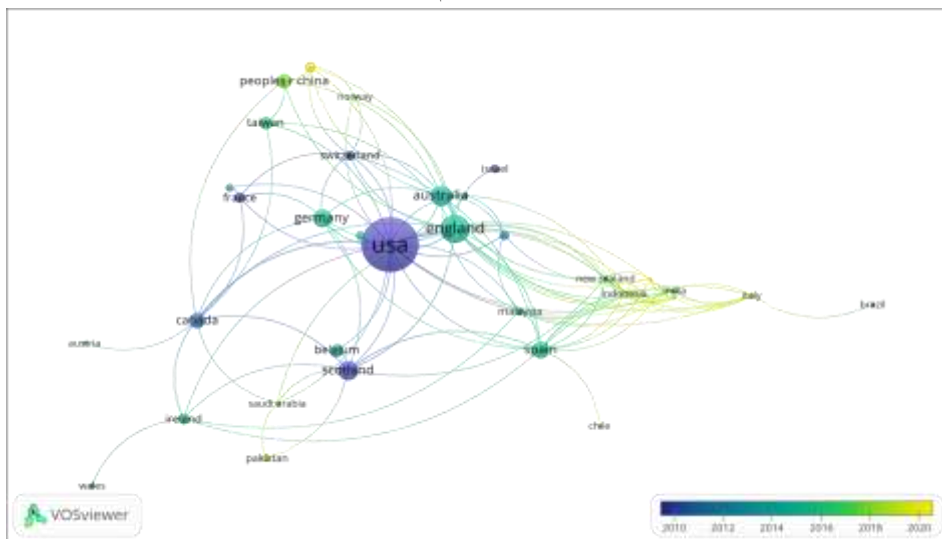 peoples r china
norway
taiwan
switzerland
israel
france
australia
germany
england
usa
new zealand
indonesia
india
italy
brazil
malaysia
canada
austria
belgium
spain
scotland
saudi arabia
ireland
chile
pakistan
wales
VOSviewer
2010 2012 2014 2016 2018 2020